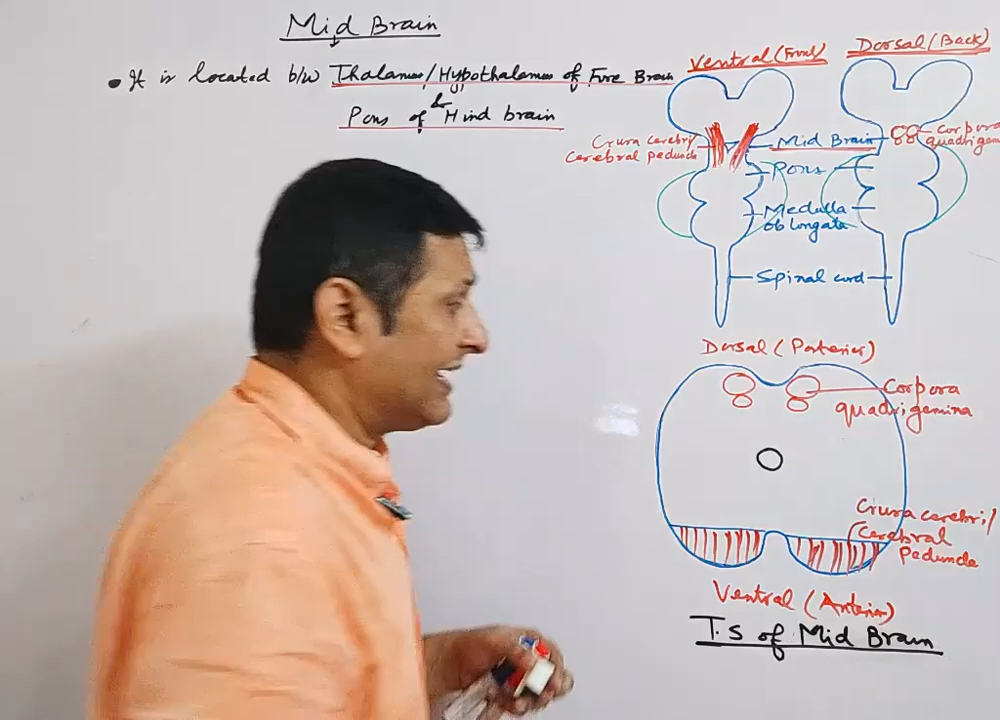 Mid Brain
• It is located b/w Thalamus/Hypothalamus of Fore Brain
&
Pons of Hind brain
Ventral (Front)
Dorsal (Back)
Crura cerebri/
Cerebral peduncle
Mid Brain
Corpora
quadrigem
Pons
Medulla
oblongata
Spinal cord
Dorsal (Posterior)
Corpora
quadrigemina
Crura cerebri/
Cerebral
Peduncle
Ventral (Anterior)
T.S of Mid Brain